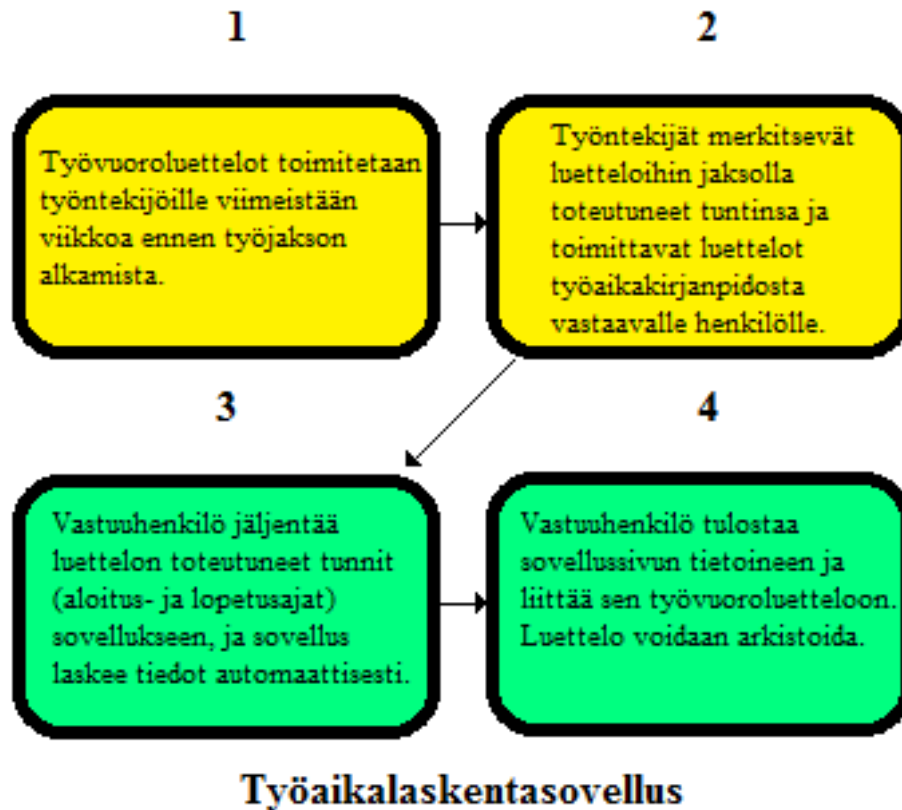 1
Työvuoroluettelot toimitetaan
työntekijöille viimeistään
viikkoa ennen työjakson
alkamista.
2
Työntekijät merkitsevät
luetteloihin jaksolla
toteutuneet tuntinsa ja
toimittavat luettelot
työaikakirjanpidosta
vastaavalle henkilölle.
3
Vastuuhenkilö jäljentää
luettelon toteutuneet tunnit
(aloitus- ja lopetusajat)
sovellukseen, ja sovellus
laskee tiedot automaattisesti.
4
Vastuuhenkilö tulostaa
sovellussivun tietoineen ja
liittää sen työvuoroluetteloon.
Luettelo voidaan arkistoida.
Työaikalaskentasovellus